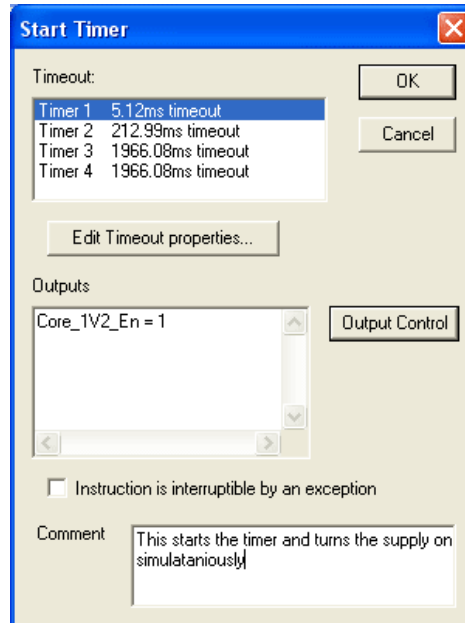 Start Timer
Timeout:
OK
Timer 1 5.12ms timeout
Timer 2 212.99ms timeout
Cancel
Timer 3 1966.08ms timeout
Timer 4 1966.08ms timeout
Edit Timeout properties...
Outputs
Core_1V2_En = 1
Output Control
Instruction is interruptible by an exception
Comment
This starts the timer and turns the supply on
simulataniously